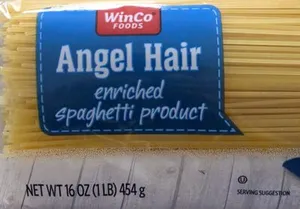 WinCo
FOODS
Angel Hair
enriched
spaghetti product
NET WT 16 OZ (1 LB) 454 g
U
SERVING SUGGESTION